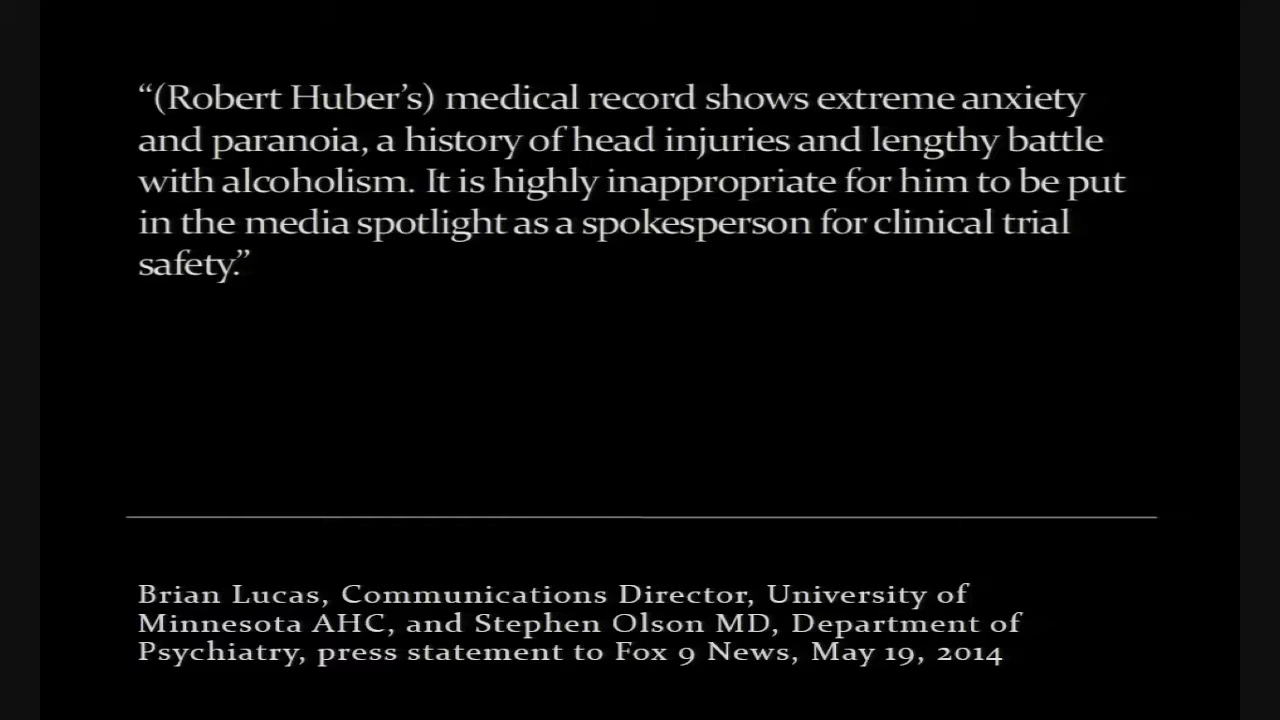 “(Robert Huber’s) medical record shows extreme anxiety
and paranoia, a history of head injuries and lengthy battle
with alcoholism. It is highly inappropriate for him to be put
in the media spotlight as a spokesperson for clinical trial
safety.”
Brian Lucas, Communications Director, University of
Minnesota AHC, and Stephen Olson MD, Department of
Psychiatry, press statement to Fox 9 News, May 19, 2014